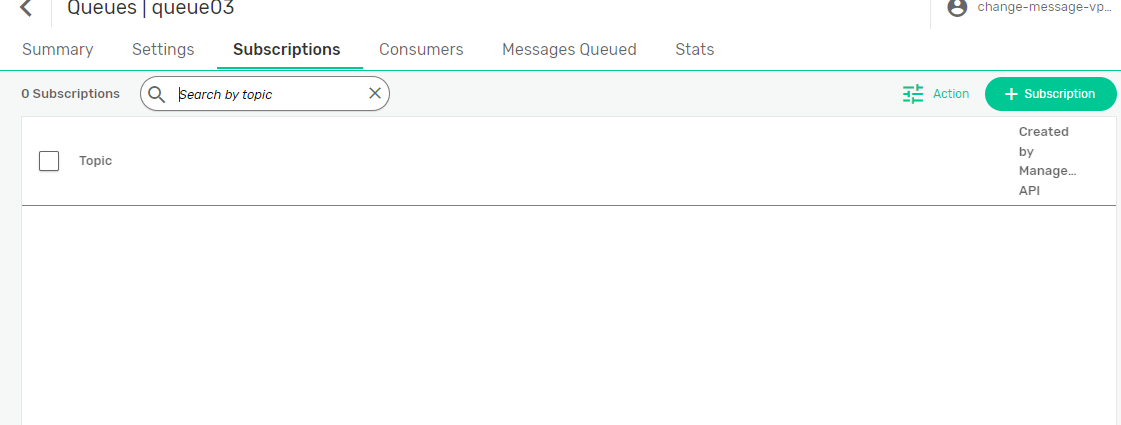 Queues | queue03
change-message-vp...
Summary Settings Subscriptions Consumers Messages Queued Stats
0 Subscriptions Search by topic Action + Subscription
Topic
Created
by
Manage...
API